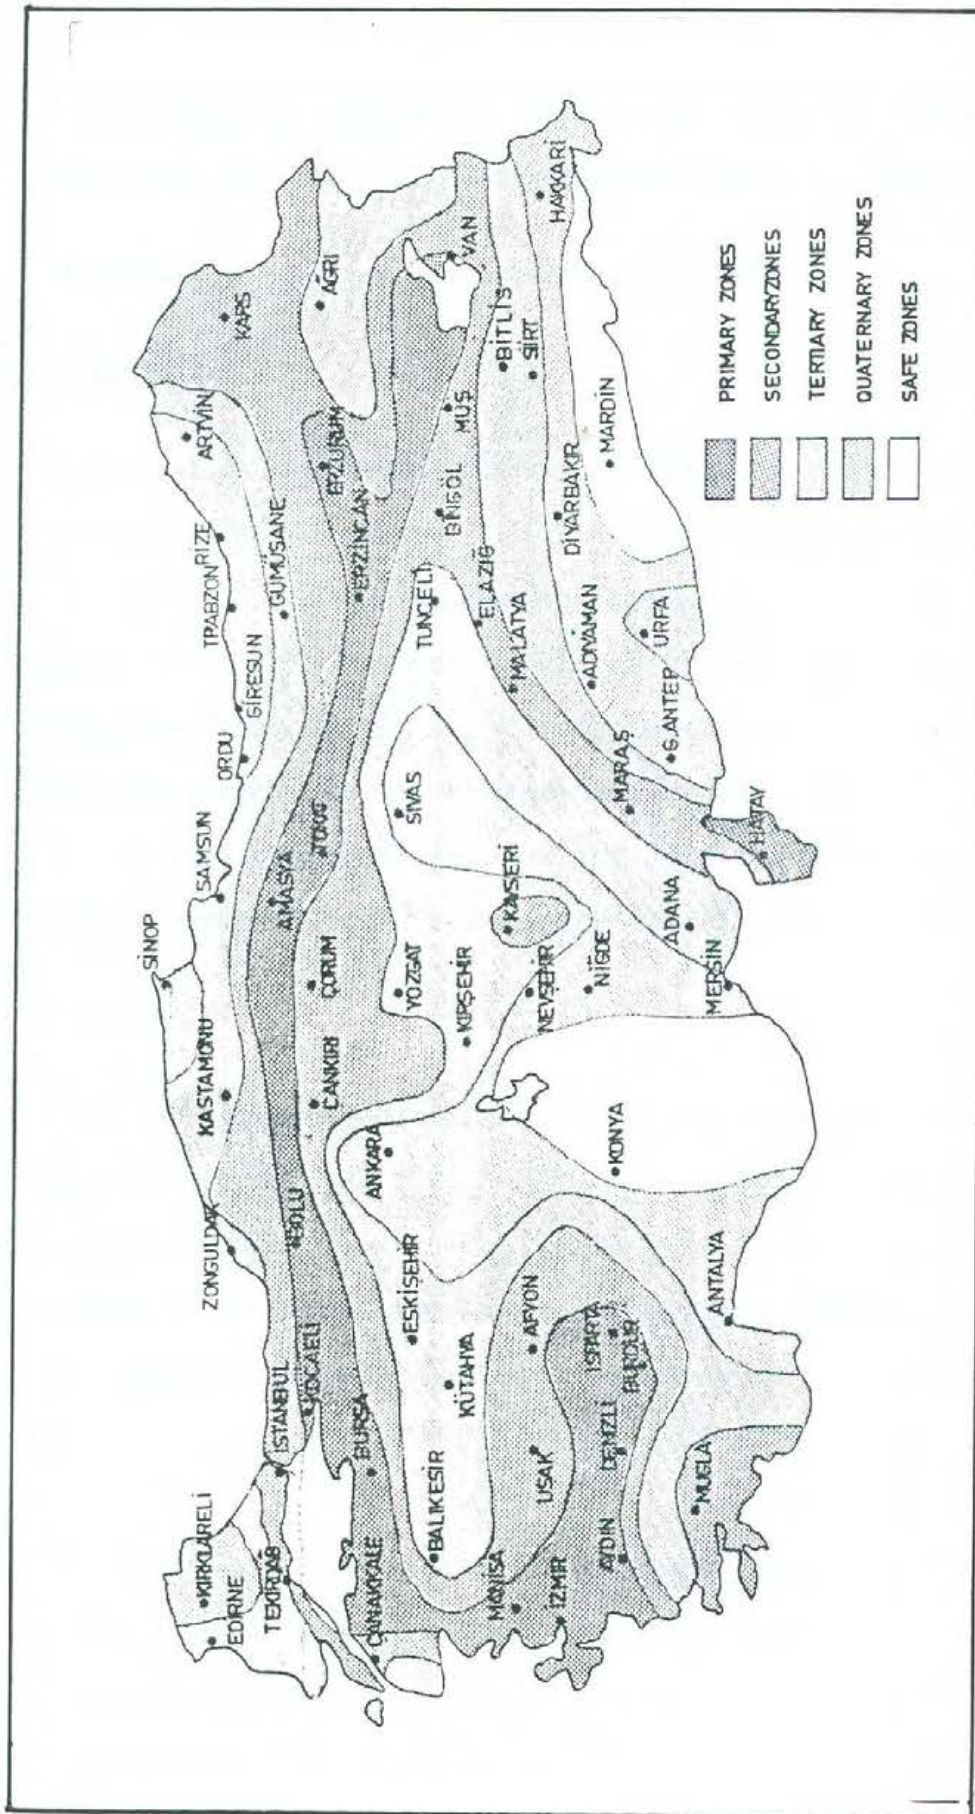 SİNOP
ZONGULDAK
KASTAMONU
SAMSUN
ORDU
GİRESUN
TRABZON
RİZE
ARTVİN
KARS
KIRKLARELİ
EDİRNE
TEKİRDAĞ
İSTANBUL
KOCAELİ
BOLU
ÇANKIRI
ÇORUM
AMASYA
TOKAT
GÜMÜŞANE
ERZİNCAN
ERZURUM
AĞRI
ÇANAKKALE
BURSA
BALIKESİR
ESKİŞEHİR
KÜTAHYA
ANKARA
YOZGAT
KIRŞEHİR
SİVAS
TUNÇELİ
BİNGÖL
MUŞ
VAN
MANİSA
İZMİR
UŞAK
AFYON
NEVŞEHİR
KAYSERİ
NİĞDE
MALATYA
ELAZIĞ
BİTLİS
SİİRT
HAKKARİ
AYDIN
DENİZLİ
ISPARTA
BURDUR
KONYA
MUĞLA
ANTALYA
MERSİN
ADANA
HATAY
MARAŞ
G.ANTEP
ADIYAMAN
URFA
DİYARBAKIR
MARDİN
PRIMARY ZONES
SECONDARYZONES
TERTIARY ZONES
QUATERNARY ZONES
SAFE ZONES